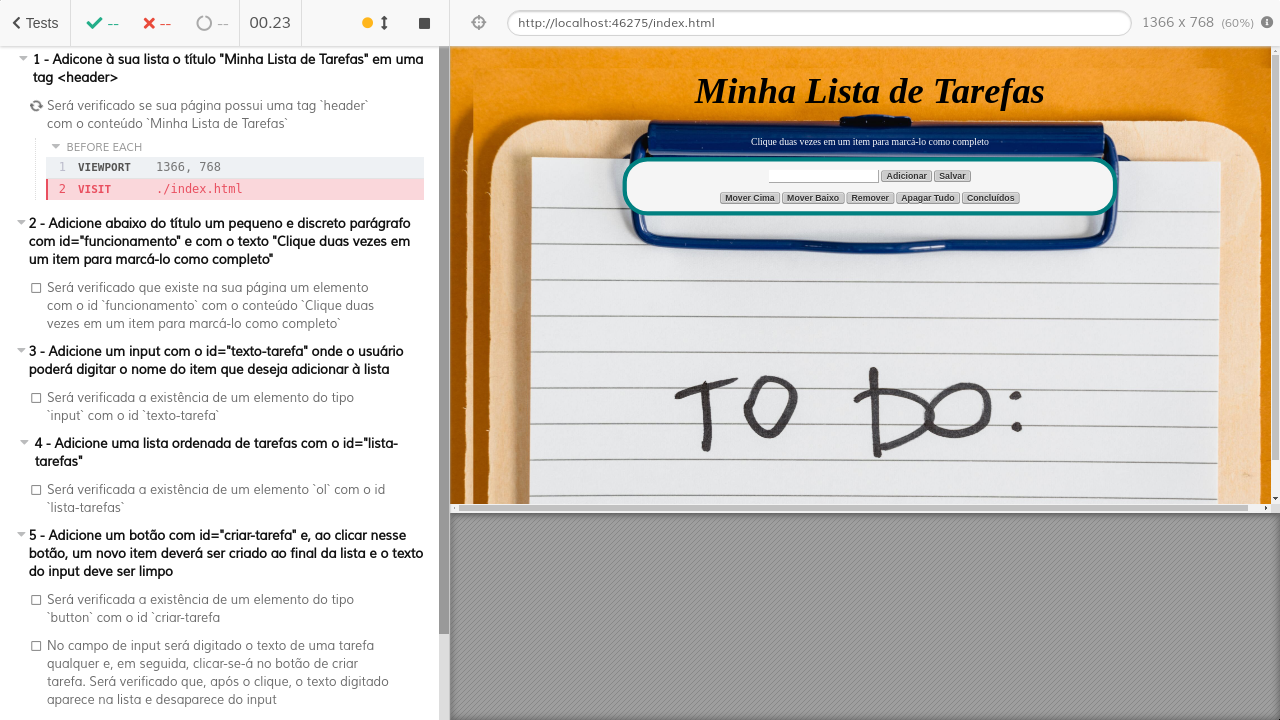 Tests
--
--
--
00.23
http://localhost:46275/index.html
1366 x 768 (60%)
1 - Adicone à sua lista o título "Minha Lista de Tarefas" em uma
tag <header>
Será verificado se sua página possui uma tag `header`
com o conteúdo `Minha Lista de Tarefas`
BEFORE EACH
1 VIEWPORT 1366, 768
2 VISIT ./index.html
2 - Adicione abaixo do título um pequeno e discreto parágrafo
com id="funcionamento" e com o texto "Clique duas vezes em
um item para marcá-lo como completo"
Será verificado que existe na sua página um elemento
com o id `funcionamento` com o conteúdo `Clique duas
vezes em um item para marcá-lo como completo`
3 - Adicione um input com o id="texto-tarefa" onde o usuário
poderá digitar o nome do item que deseja adicionar à lista
Será verificada a existência de um elemento do tipo
`input` com o id `texto-tarefa`
4 - Adicione uma lista ordenada de tarefas com o id="lista-
tarefas"
Será verificada a existência de um elemento `ol` com o id
`lista-tarefas`
5 - Adicione um botão com id="criar-tarefa" e, ao clicar nesse
botão, um novo item deverá ser criado ao final da lista e o texto
do input deve ser limpo
Será verificada a existência de um elemento do tipo
`button` com o id `criar-tarefa
No campo de input será digitado o texto de uma tarefa
qualquer e, em seguida, clicar-se-á no botão de criar
tarefa. Será verificado que, após o clique, o texto digitado
aparece na lista e desaparece do input
Minha Lista de Tarefas
Clique duas vezes em um item para marcá-lo como completo
Adicionar Salvar
Mover Cima Mover Baixo Remover Apagar Tudo Concluídos
TO DO: